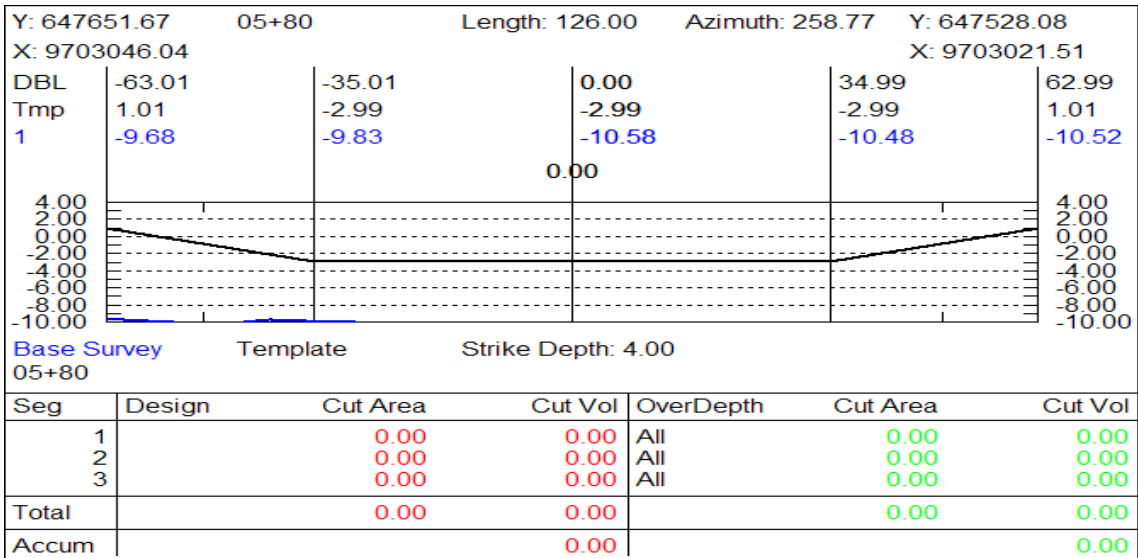 Y: 647651.67 05+80 Length: 126.00 Azimuth: 258.77 Y: 647528.08
X: 9703046.04 X: 9703021.51
DBL -63.01 -35.01 0.00 34.99 62.99
Tmp 1.01 -2.99 -2.99 -2.99 1.01
1 -9.68 -9.83 -10.58 -10.48 -10.52
0.00
4.00 4.00
2.00 2.00
0.00 0.00
-2.00 -2.00
-4.00 -4.00
-6.00 -6.00
-8.00 -8.00
-10.00 -10.00
Base Survey Template Strike Depth: 4.00
05+80
Seg Design Cut Area Cut Vol OverDepth Cut Area Cut Vol
1 0.00 0.00 All 0.00 0.00
2 0.00 0.00 All 0.00 0.00
3 0.00 0.00 All 0.00 0.00
Total 0.00 0.00 0.00 0.00
Accum 0.00 0.00